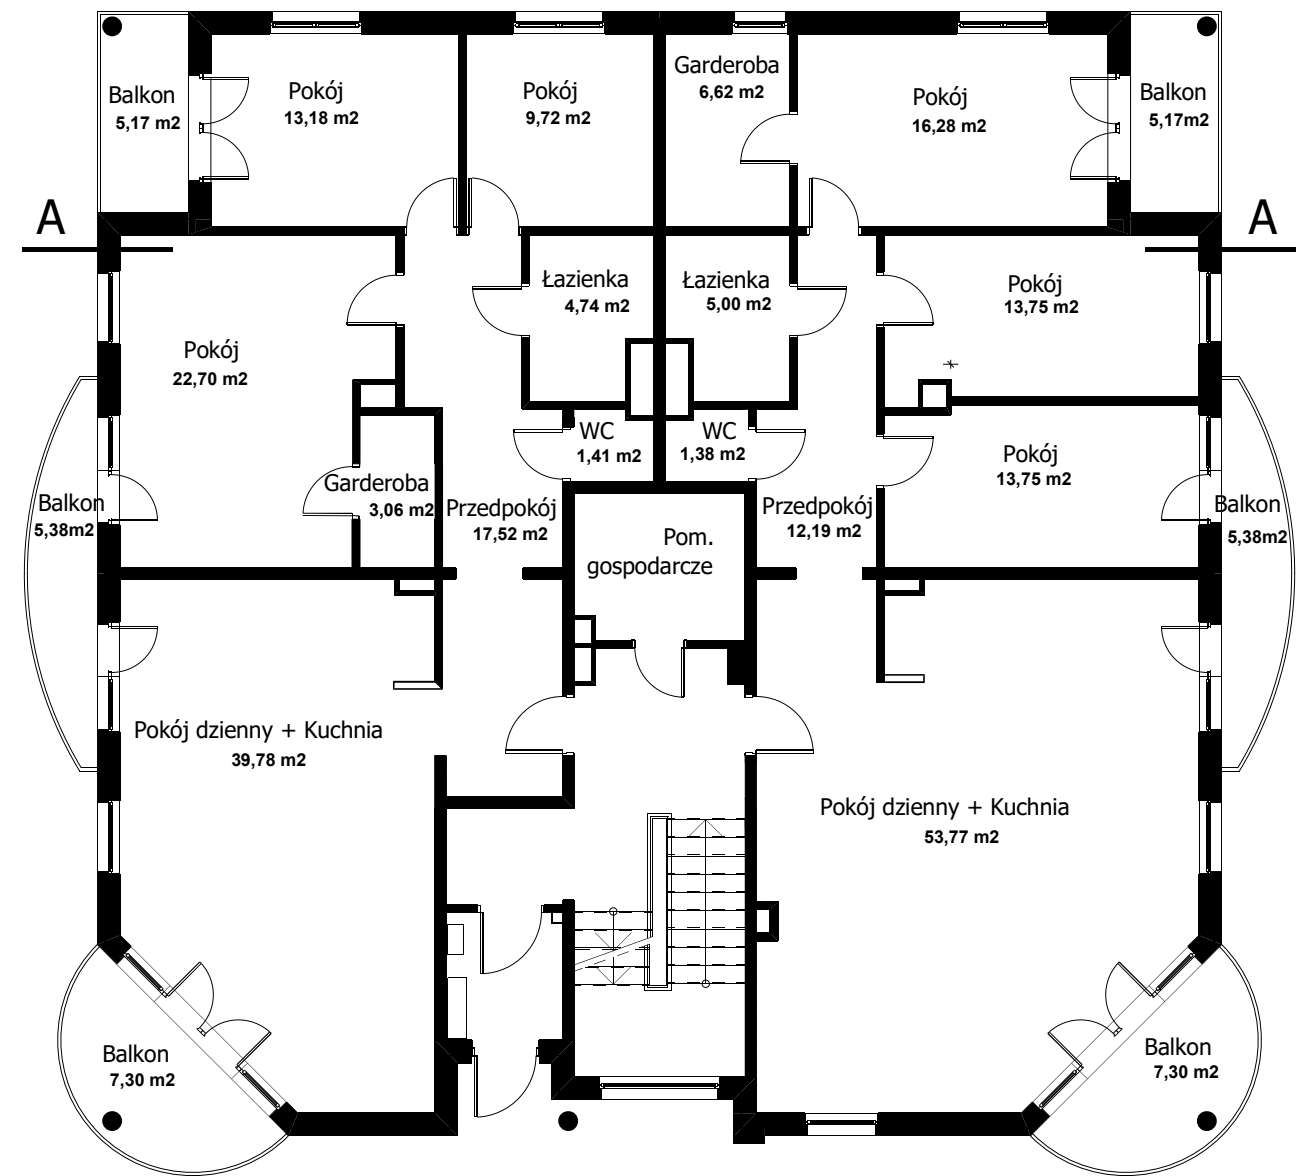 Balkon
5,17 m2
Pokój
13,18 m2
Pokój
9,72 m2
Garderoba
6,62 m2
Pokój
16,28 m2
Balkon
5,17m2
A
A
Łazienka
4,74 m2
Łazienka
5,00 m2
Pokój
13,75 m2
Pokój
22,70 m2
WC
1,41 m2
WC
1,38 m2
Pokój
13,75 m2
Garderoba
3,06 m2
Balkon
5,38m2
Przedpokój
17,52 m2
Przedpokój
12,19 m2
Balkon
5,38m2
Pom.
gospodarcze
Pokój dzienny + Kuchnia
39,78 m2
Pokój dzienny + Kuchnia
53,77 m2
Balkon
7,30 m2
Balkon
7,30 m2